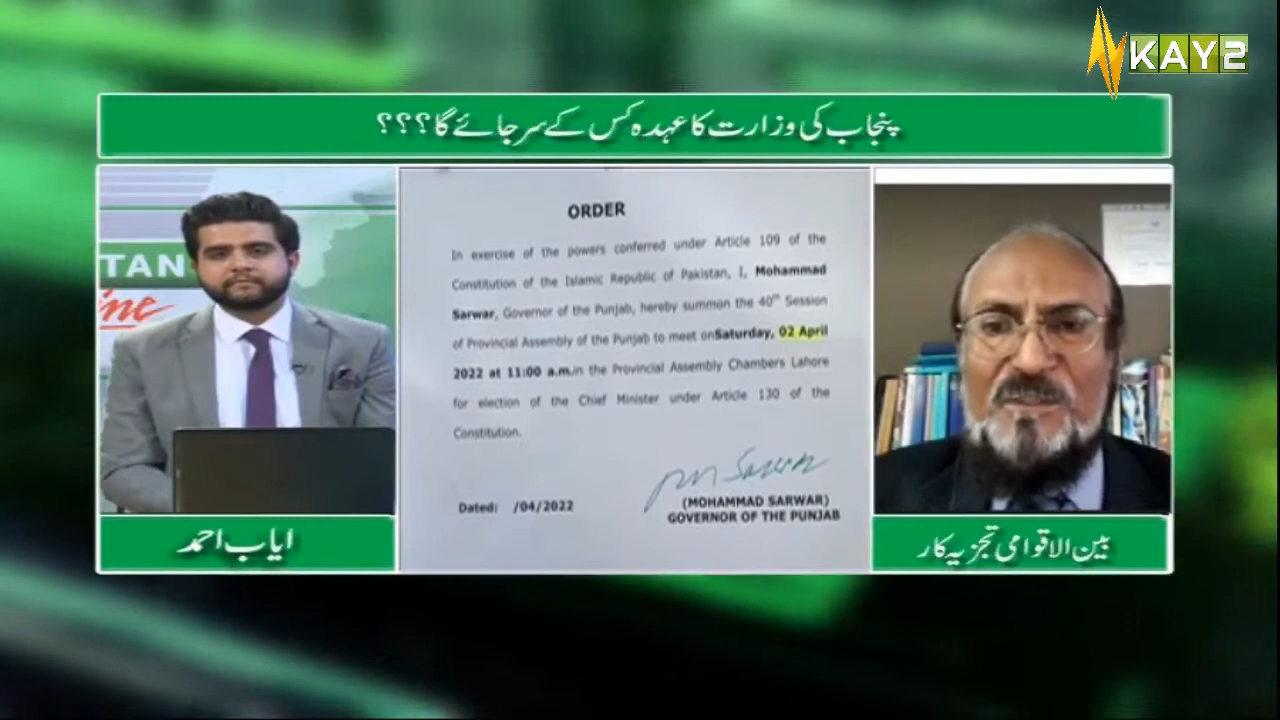 KAY2
پنجاب کی وزارت کا عہدہ کس کے سر جائے گا؟؟؟
TAN
ine
ORDER
In exercise of the powers conferred under Article 109 of the
Constitution of the Islamic Republic of Pakistan, I, Mohammad
Sarwar, Governor of the Punjab, hereby summon the 40th Session
of Provincial Assembly of the Punjab to meet onSaturday, 02 April
2022 at 11:00 a.m.in the Provincial Assembly Chambers Lahore
for election of the Chief Minister under Article 130 of the
Constitution.
M Sarwar
Dated: /04/2022
(MOHAMMAD SARWAR)
GOVERNOR OF THE PUNJAB
ایاب احمد
بین الاقوامی تجزیہ کار